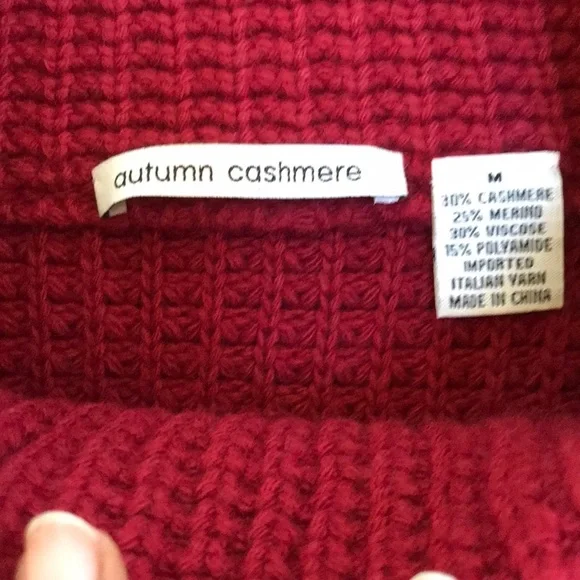 autumn cashmere
M
30% CASHMERE
25% MERINO
30% VISCOSE
15% POLYAMIDE
IMPORTED
ITALIAN YARN
MADE IN CHINA